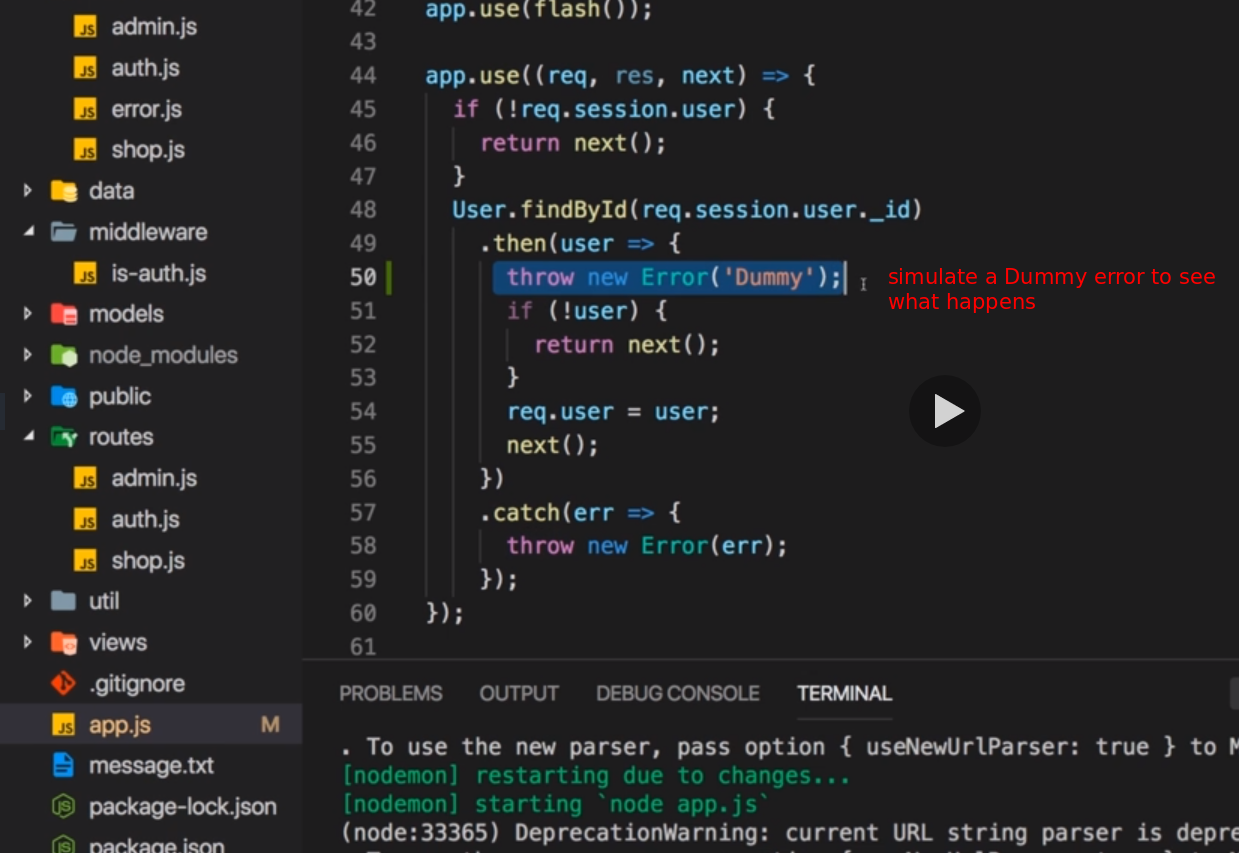 admin.js
auth.js
error.js
shop.js
data
middleware
is-auth.js
models
node_modules
public
routes
admin.js
auth.js
shop.js
util
views
.gitignore
app.js M
message.txt
package-lock.json
package.json
42 app.use(flash());
43
44 app.use((req, res, next) => {
45 if (!req.session.user) {
46 return next();
47 }
48 User.findById(req.session.user._id)
49 .then(user => {
50 throw new Error('Dummy');
51 if (!user) {
52 return next();
53 }
54 req.user = user;
55 next();
56 })
57 .catch(err => {
58 throw new Error(err);
59 });
60 });
61
simulate a Dummy error to see
what happens
PROBLEMS OUTPUT DEBUG CONSOLE TERMINAL
. To use the new parser, pass option { useNewUrlParser: true } to M
[nodemon] restarting due to changes...
[nodemon] starting `node app.js`
(node:33365) DeprecationWarning: current URL string parser is depre